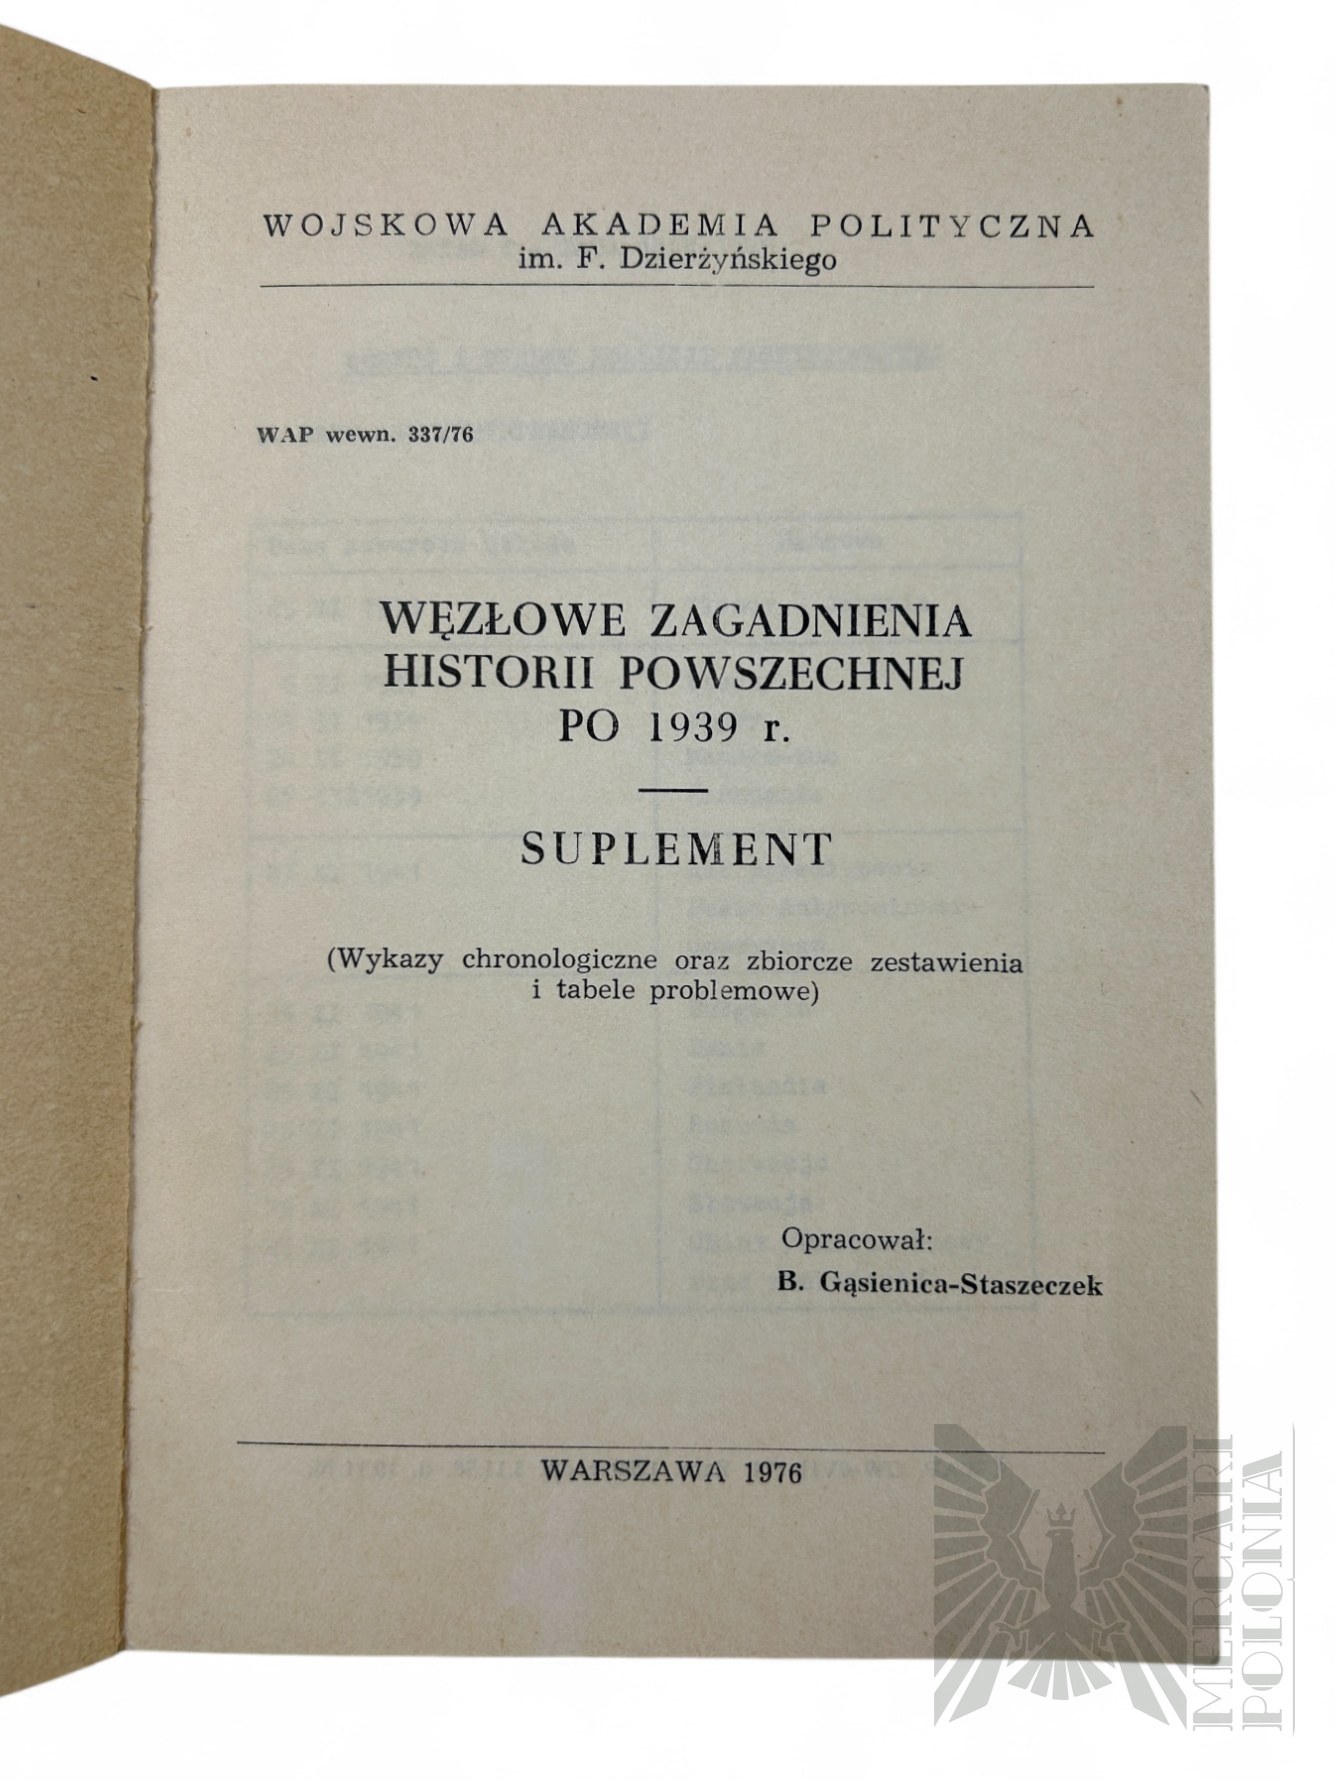 WOJSKOWA AKADEMIA POLITYCZNA
im. F. Dzierżyńskiego
WAP wewn. 337/76
WĘZŁOWE ZAGADNIENIA
HISTORII POWSZECHNEJ
PO 1939 r.
SUPLEMENT
(Wykazy chronologiczne oraz zbiorcze zestawienia
i tabele problemowe)
Opracował:
B. Gąsienica-Staszeczek
WARSZAWA 1976
MERCARI
POLONIA